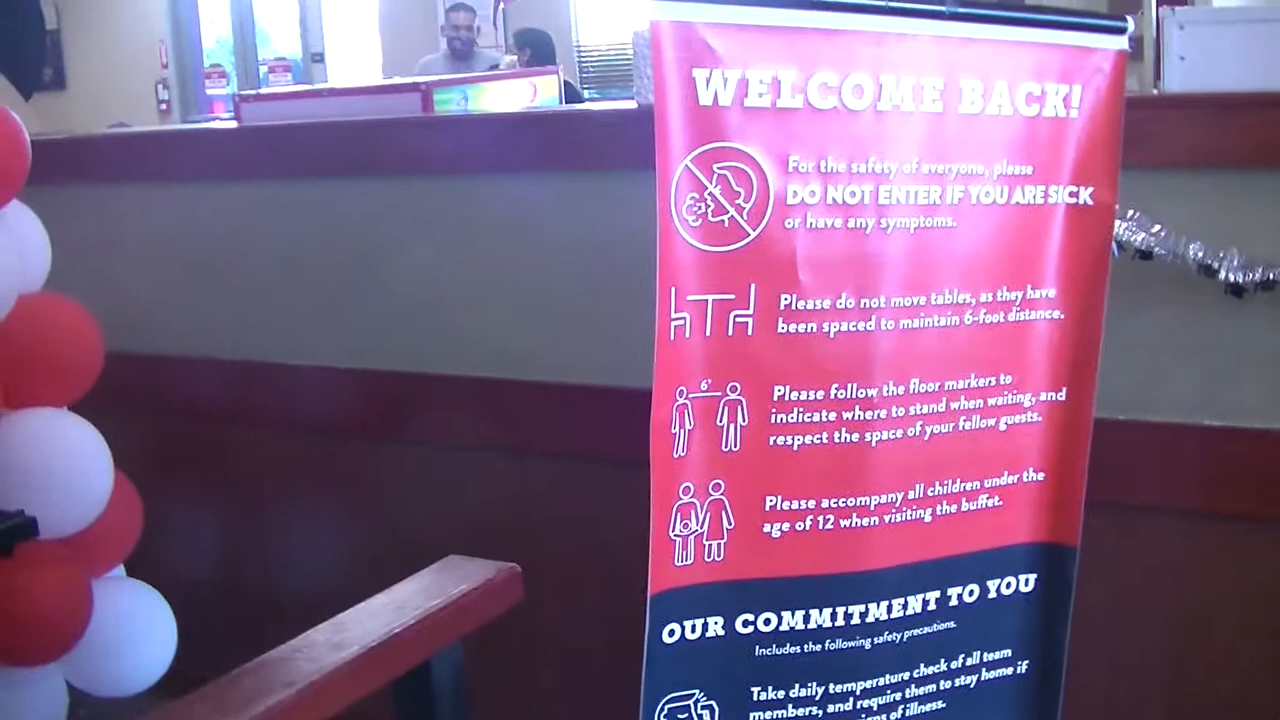 WELCOME BACK!
For the safety of everyone, please
DO NOT ENTER IF YOU ARE SICK
or have any symptoms.
Please do not move tables, as they have
been spaced to maintain 6-foot distance.
6'
Please follow the floor markers to
indicate where to stand when waiting, and
respect the space of your fellow guests.
Please accompany all children under the
age of 12 when visiting the buffet.
OUR COMMITMENT TO YOU
Includes the following safety precautions.
Take daily temperature check of all team
members, and require them to stay home if
of illness.